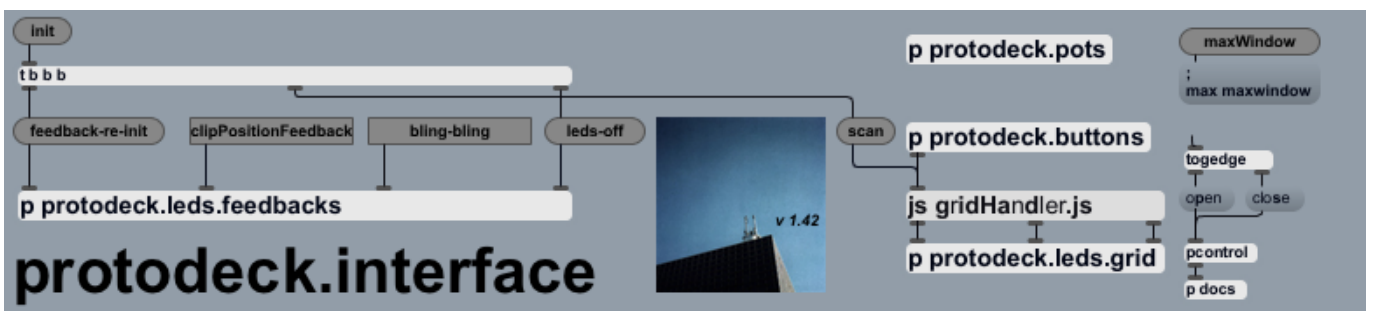 init
t b b b
feedback-re-init
clipPositionFeedback
bling-bling
leds-off
p protodeck.leds.feedbacks
protodeck.interface
v 1.42
scan
p protodeck.pots
p protodeck.buttons
js gridHandler.js
p protodeck.leds.grid
maxWindow
;
max maxwindow
togedge
open
close
pcontrol
p docs